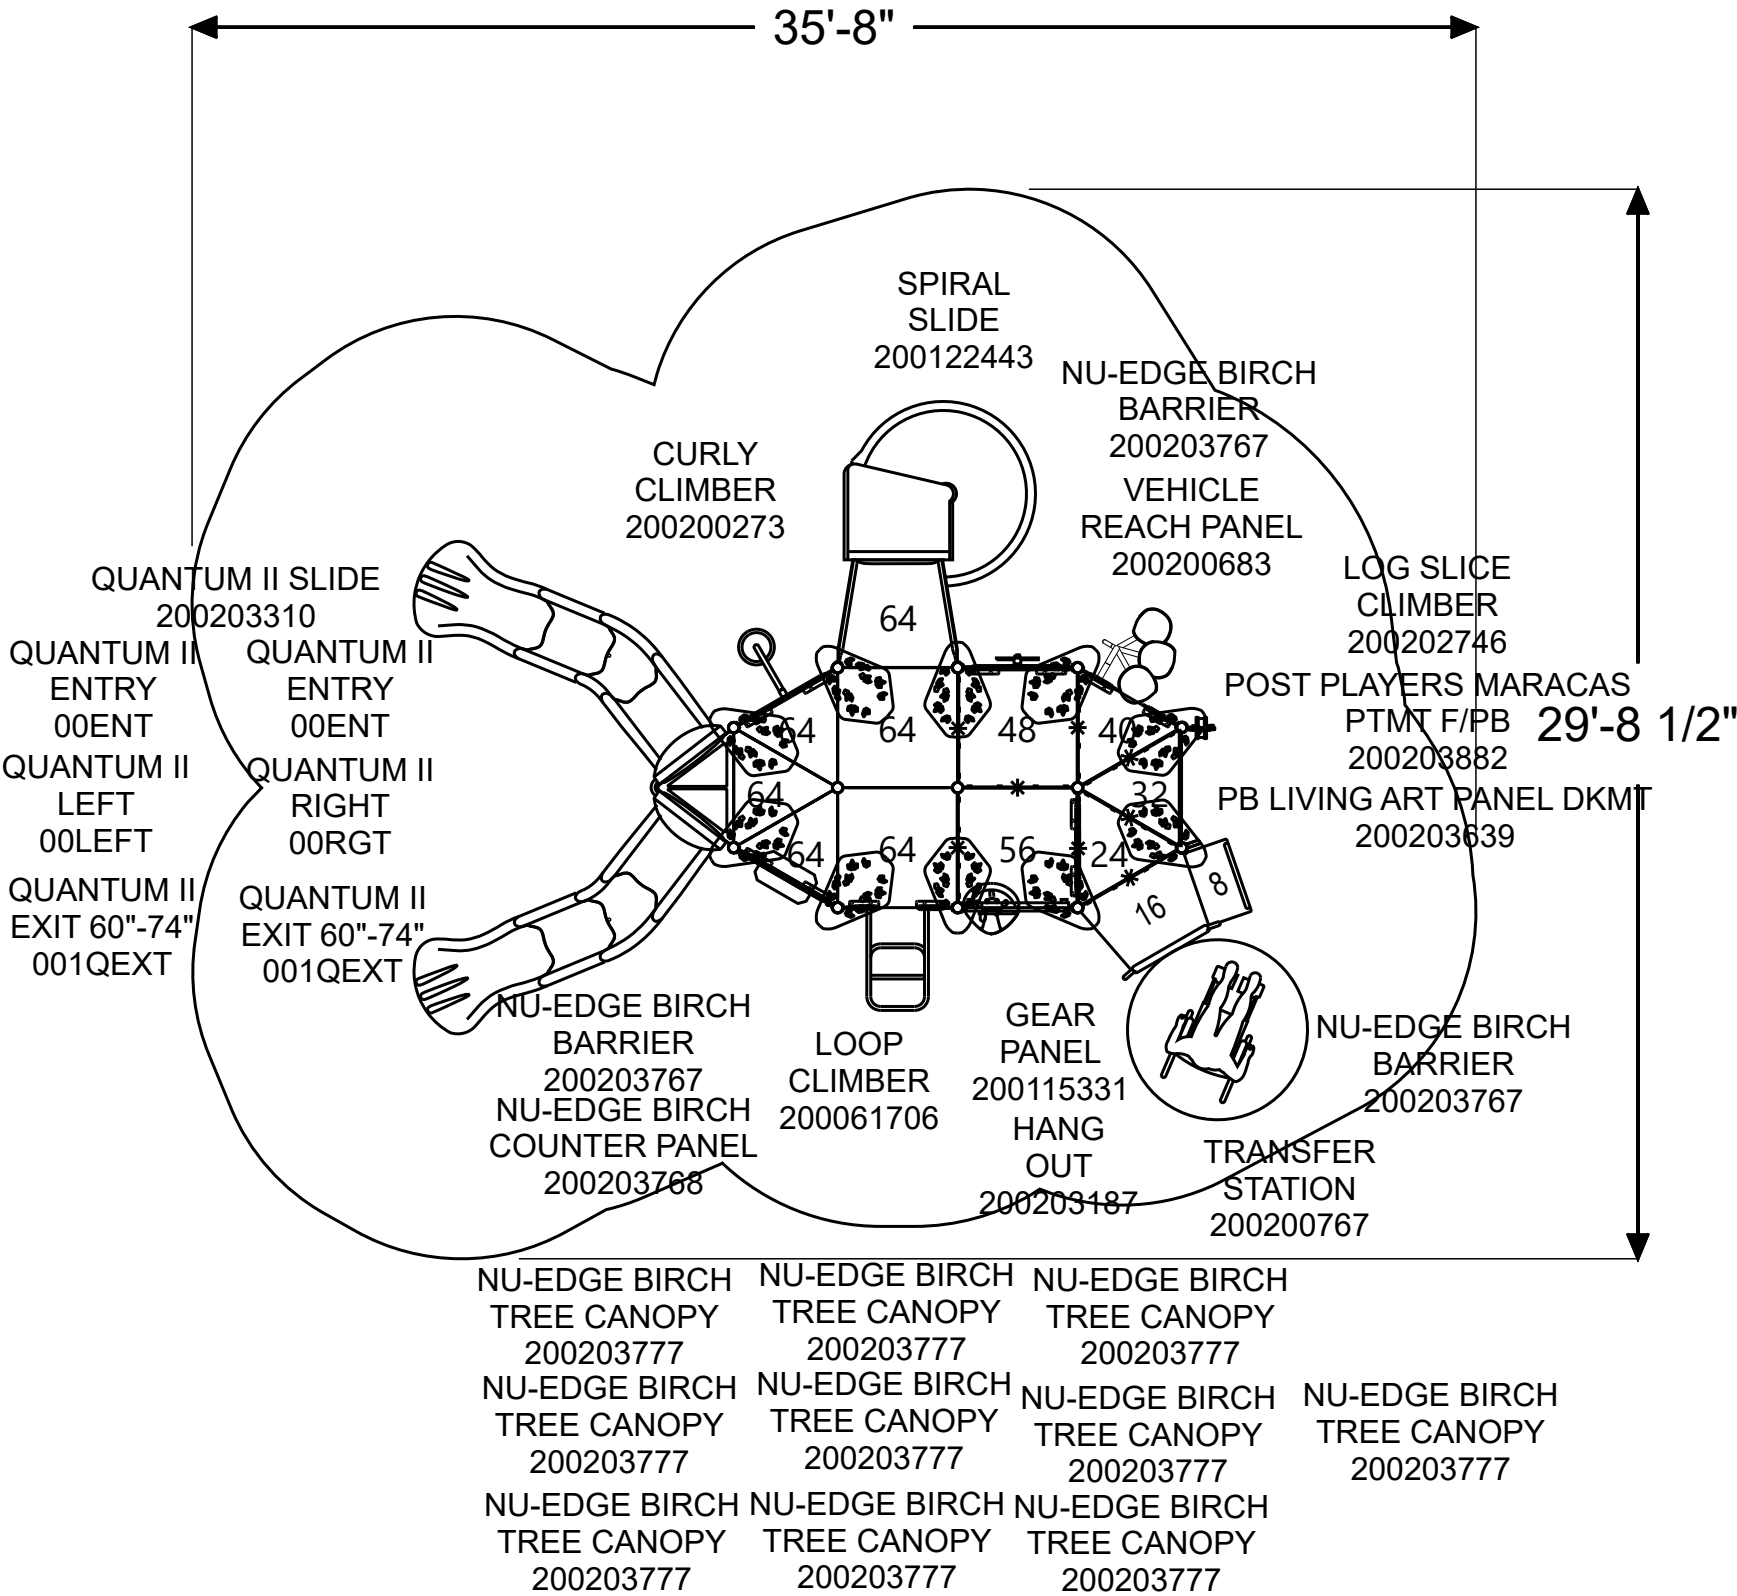 35'-8"
SPIRAL
SLIDE
200122443
NU-EDGE BIRCH
BARRIER
200203767
CURLY
CLIMBER
200200273
VEHICLE
REACH PANEL
200200683
QUANTUM II SLIDE
200203310
LOG SLICE
CLIMBER
200202746
QUANTUM II
ENTRY
00ENT
QUANTUM II
ENTRY
00ENT
POST PLAYERS MARACAS
PTMT F/PB
200203882
29'-8 1/2"
QUANTUM II
LEFT
00LEFT
QUANTUM II
RIGHT
00RGT
PB LIVING ART PANEL DKMT
200203639
QUANTUM II
EXIT 60"-74"
001QEXT
QUANTUM II
EXIT 60"-74"
001QEXT
64
64
64
48
40
64
32
64
64
56
24
16
8
NU-EDGE BIRCH
BARRIER
200203767
NU-EDGE BIRCH
COUNTER PANEL
200203768
LOOP
CLIMBER
200061706
GEAR
PANEL
200115331
HANG
OUT
200203187
NU-EDGE BIRCH
BARRIER
200203767
TRANSFER
STATION
200200767
NU-EDGE BIRCH
TREE CANOPY
200203777
NU-EDGE BIRCH
TREE CANOPY
200203777
NU-EDGE BIRCH
TREE CANOPY
200203777
NU-EDGE BIRCH
TREE CANOPY
200203777
NU-EDGE BIRCH
TREE CANOPY
200203777
NU-EDGE BIRCH
TREE CANOPY
200203777
NU-EDGE BIRCH
TREE CANOPY
200203777
NU-EDGE BIRCH
TREE CANOPY
200203777
NU-EDGE BIRCH
TREE CANOPY
200203777
NU-EDGE BIRCH
TREE CANOPY
200203777